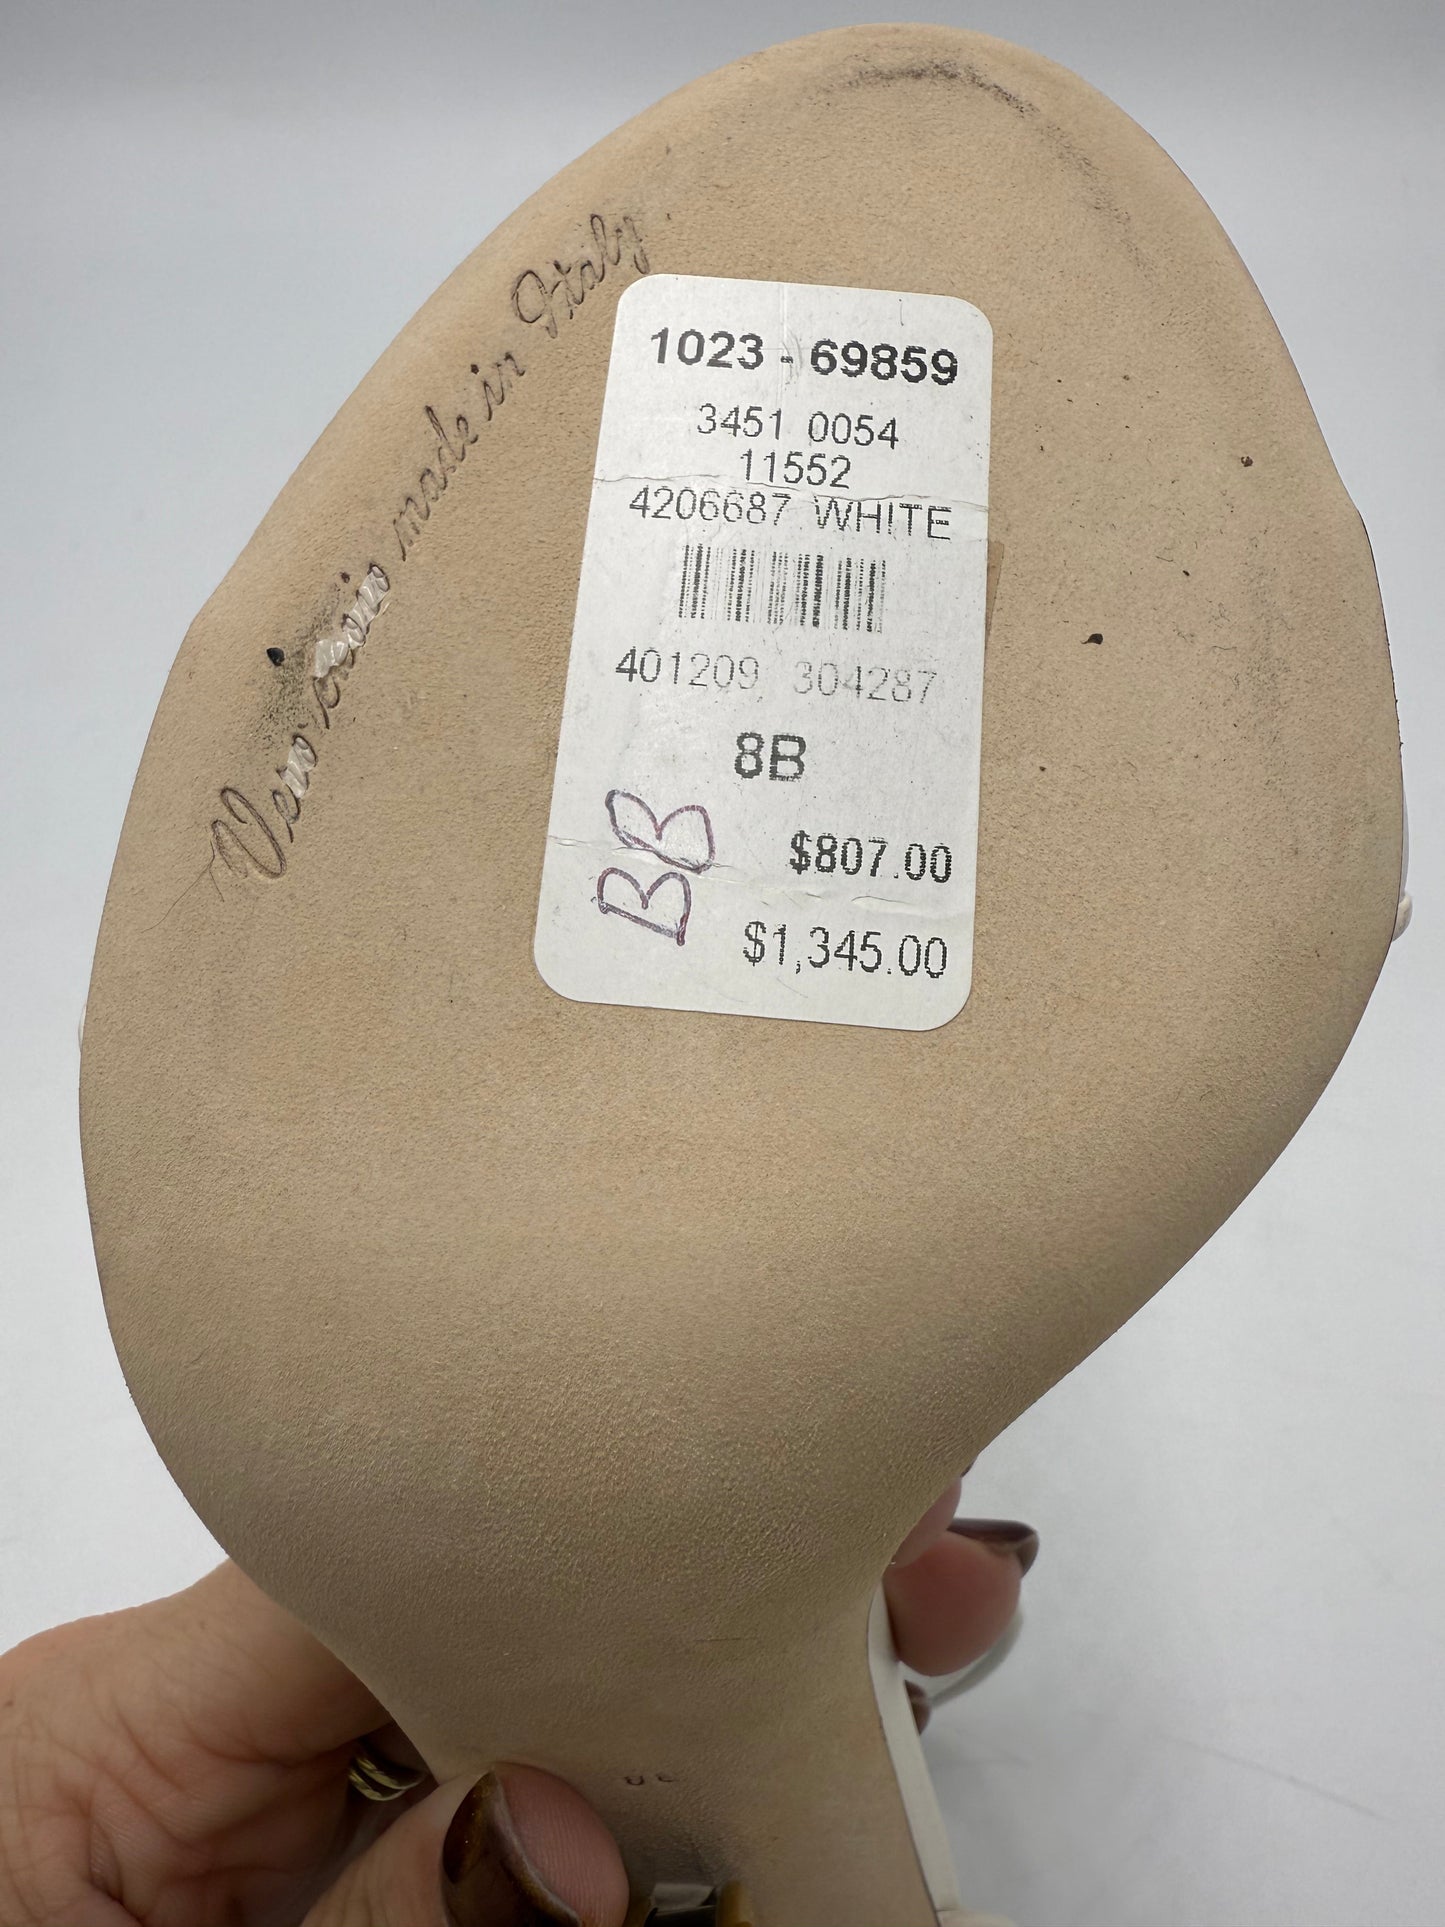 Vero cuoio made in Italy
1023 - 69859
3451 0054
11552
4206687 WHITE
401209 304287
8B
BB
$807.00
$1,345.00